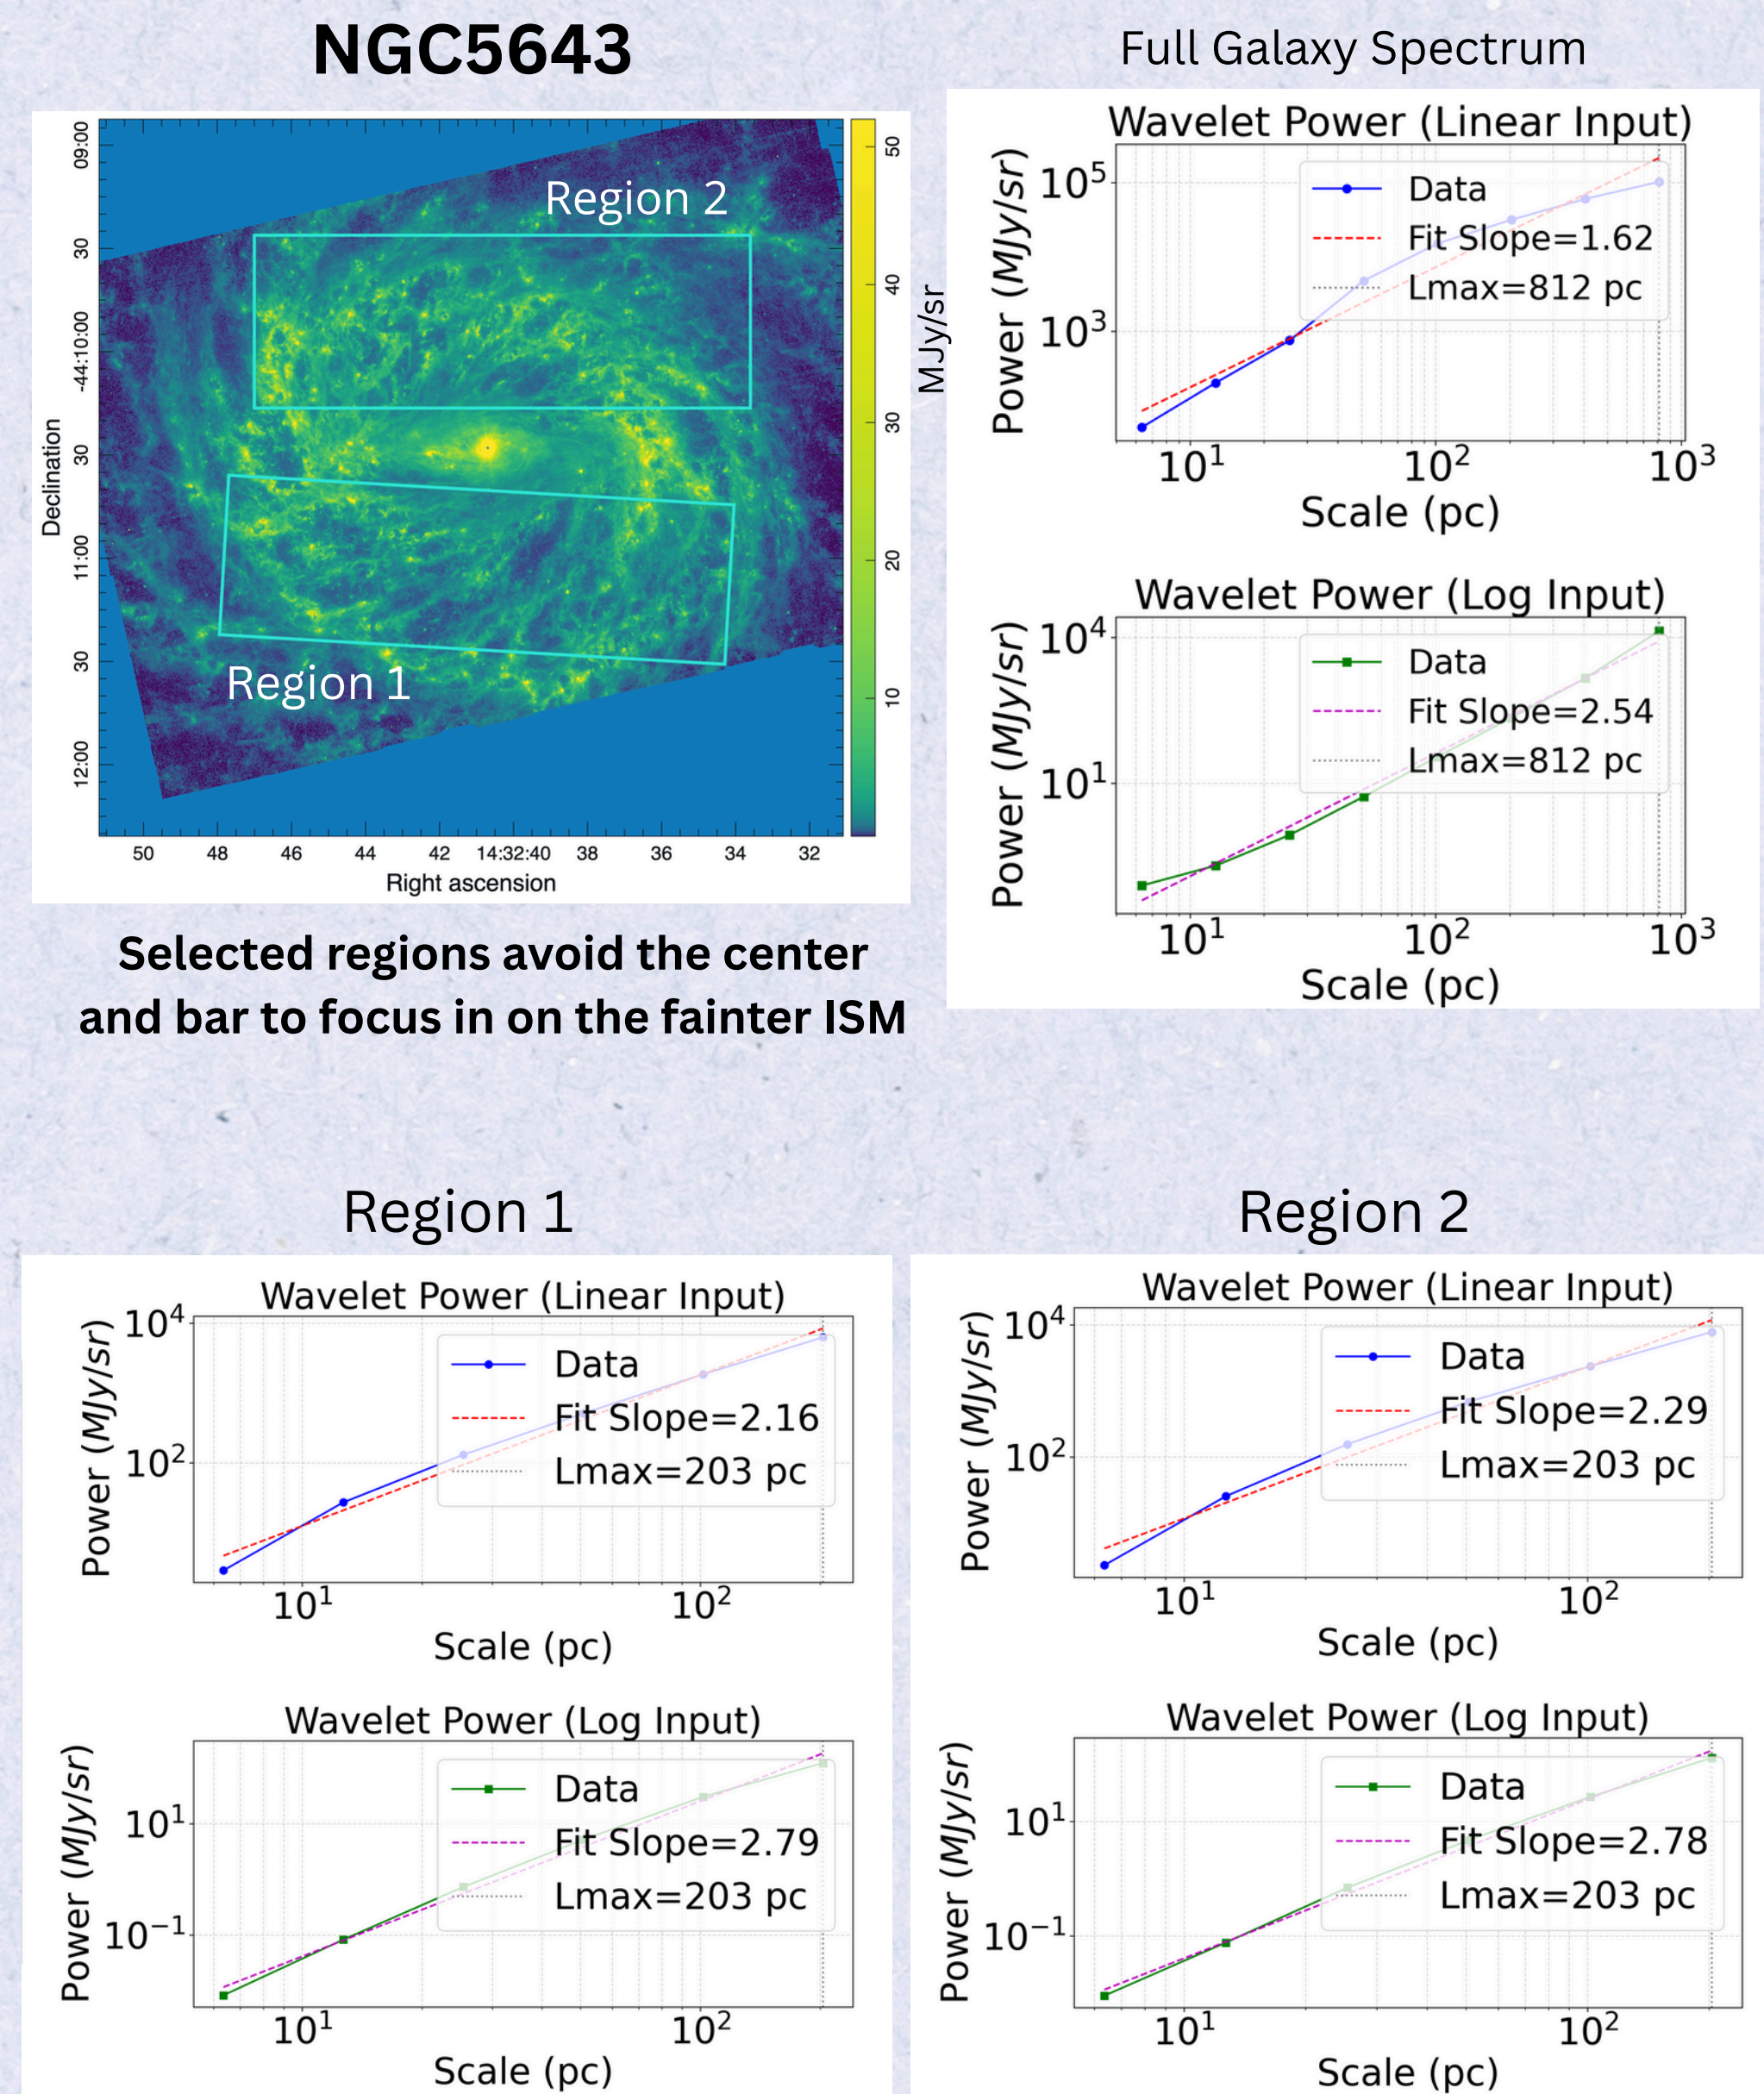 NGC5643
Region 2
Region 1
09:00
30
-44:10:00
30
11:00
30
12:00
Declination
50 48 46 44 42 14:32:40 38 36 34 32
Right ascension
50
40
30
20
10
MJy/sr
Selected regions avoid the center
and bar to focus in on the fainter ISM
Full Galaxy Spectrum
Wavelet Power (Linear Input)
Power (MJy/sr)
10⁵
10³
Data
Fit Slope=1.62
Lmax=812 pc
10¹ 10² 10³
Scale (pc)
Wavelet Power (Log Input)
Power (MJy/sr)
10⁴
10¹
Data
Fit Slope=2.54
Lmax=812 pc
10¹ 10² 10³
Scale (pc)
Region 1
Wavelet Power (Linear Input)
Power (MJy/sr)
10⁴
10²
Data
Fit Slope=2.16
Lmax=203 pc
10¹ 10²
Scale (pc)
Wavelet Power (Log Input)
Power (MJy/sr)
10¹
10⁻¹
Data
Fit Slope=2.79
Lmax=203 pc
10¹ 10²
Scale (pc)
Region 2
Wavelet Power (Linear Input)
Power (MJy/sr)
10⁴
10²
Data
Fit Slope=2.29
Lmax=203 pc
10¹ 10²
Scale (pc)
Wavelet Power (Log Input)
Power (MJy/sr)
10¹
10⁻¹
Data
Fit Slope=2.78
Lmax=203 pc
10¹ 10²
Scale (pc)